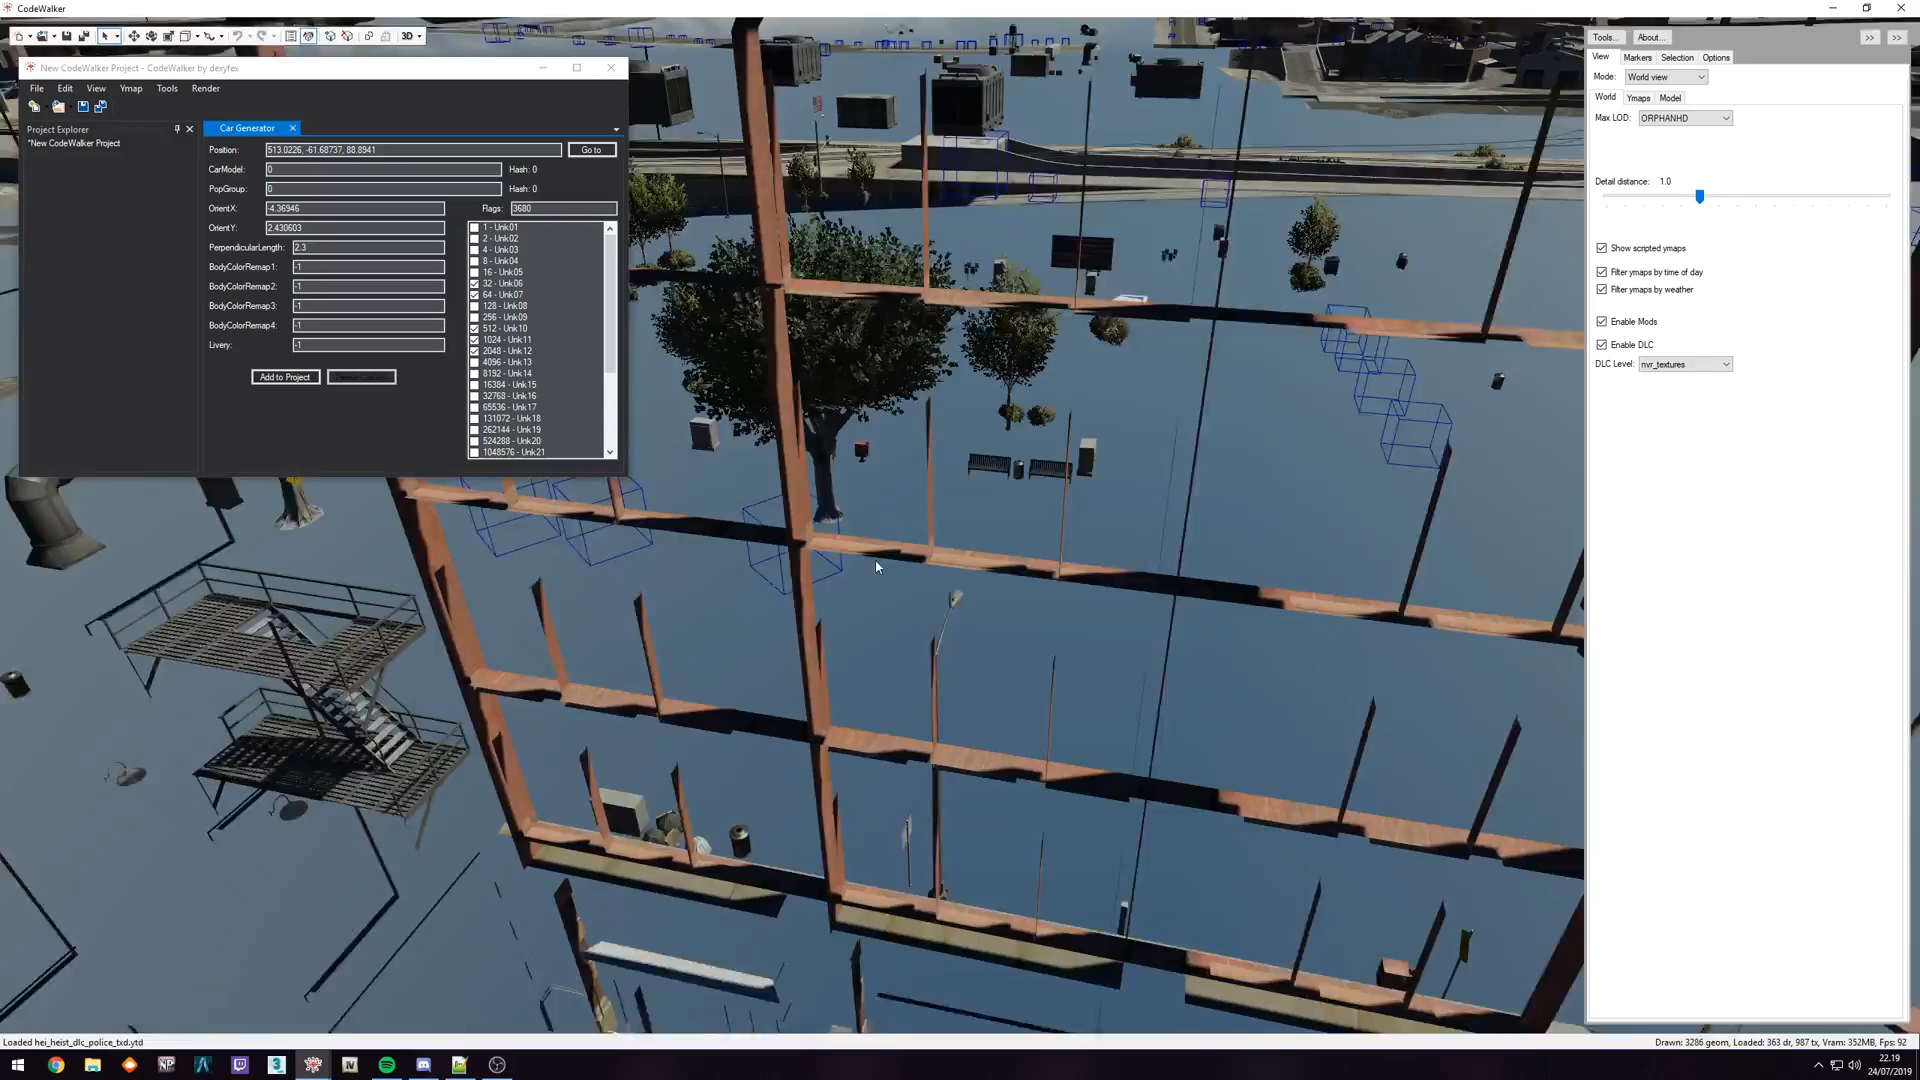 CodeWalker
3D
New CodeWalker Project - CodeWalker by dexyfex
File Edit View Ymap Tools Render
Project Explorer
*New CodeWalker Project
Car Generator
Position: 513.0226, -61.68737, 88.8941 Go to
CarModel: 0 Hash: 0
PopGroup: 0 Hash: 0
OrientX: -4.36946 Flags: 3680
OrientY: 2.430603
PerpendicularLength: 2.3
BodyColorRemap1: -1
BodyColorRemap2: -1
BodyColorRemap3: -1
BodyColorRemap4: -1
Livery: -1
Add to Project
1 - Unk01
2 - Unk02
4 - Unk03
8 - Unk04
16 - Unk05
32 - Unk06
64 - Unk07
128 - Unk08
256 - Unk09
512 - Unk10
1024 - Unk11
2048 - Unk12
4096 - Unk13
8192 - Unk14
16384 - Unk15
32768 - Unk16
65536 - Unk17
131072 - Unk18
262144 - Unk19
524288 - Unk20
1048576 - Unk21
Tools... About... >> >>
View Markers Selection Options
Mode: World view
World Ymaps Model
Max LOD: ORPHANHD
Detail distance: 1.0
Show scripted ymaps
Filter ymaps by time of day
Filter ymaps by weather
Enable Mods
Enable DLC
DLC Level: nvr_textures
Loaded hei_heist_dlc_police_txd.ytd
Drawn: 3286 geom, Loaded: 363 dr, 987 tx, Vram: 352MB, Fps: 92
22.19
24/07/2019